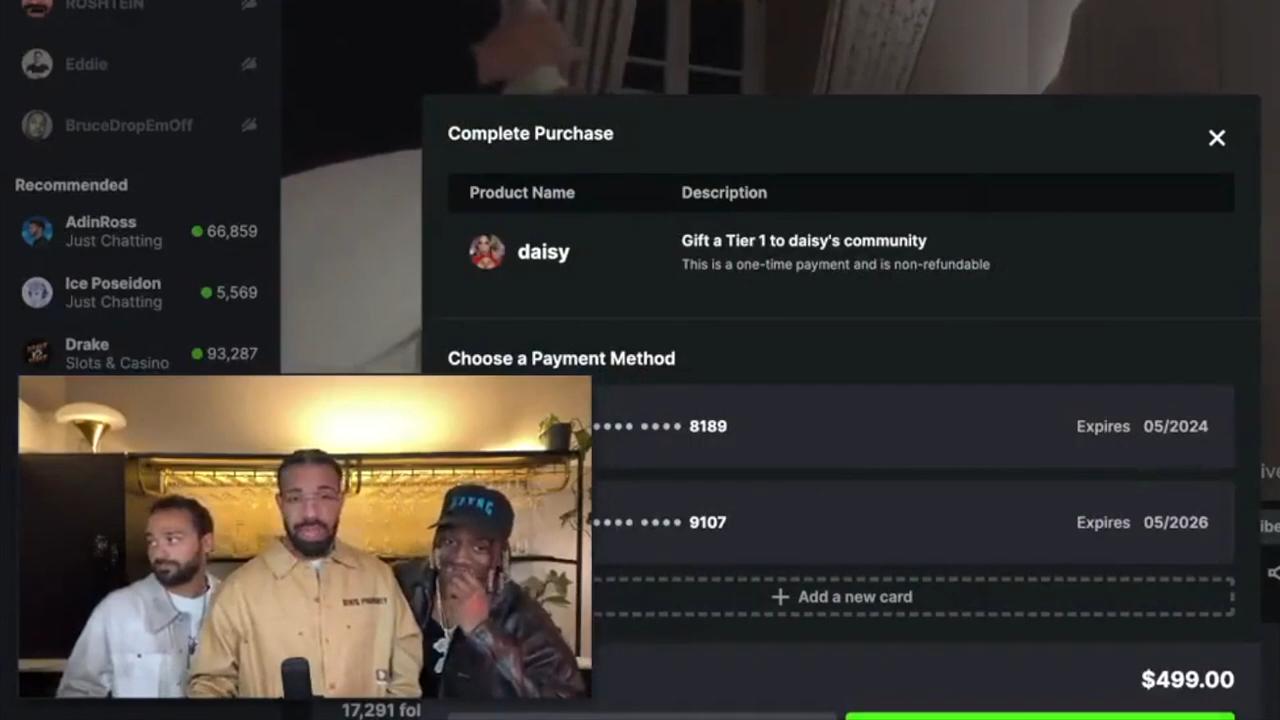 ROSHTEIN
Eddie
BruceDropEmOff
Recommended
AdinRoss
Just Chatting
66,859
Ice Poseidon
Just Chatting
5,569
Drake
Slots & Casino
93,287
Complete Purchase
Product Name Description
daisy
Gift a Tier 1 to daisy's community
This is a one-time payment and is non-refundable
Choose a Payment Method
8189 Expires 05/2024
9107 Expires 05/2026
+ Add a new card
$499.00
17,291 fol